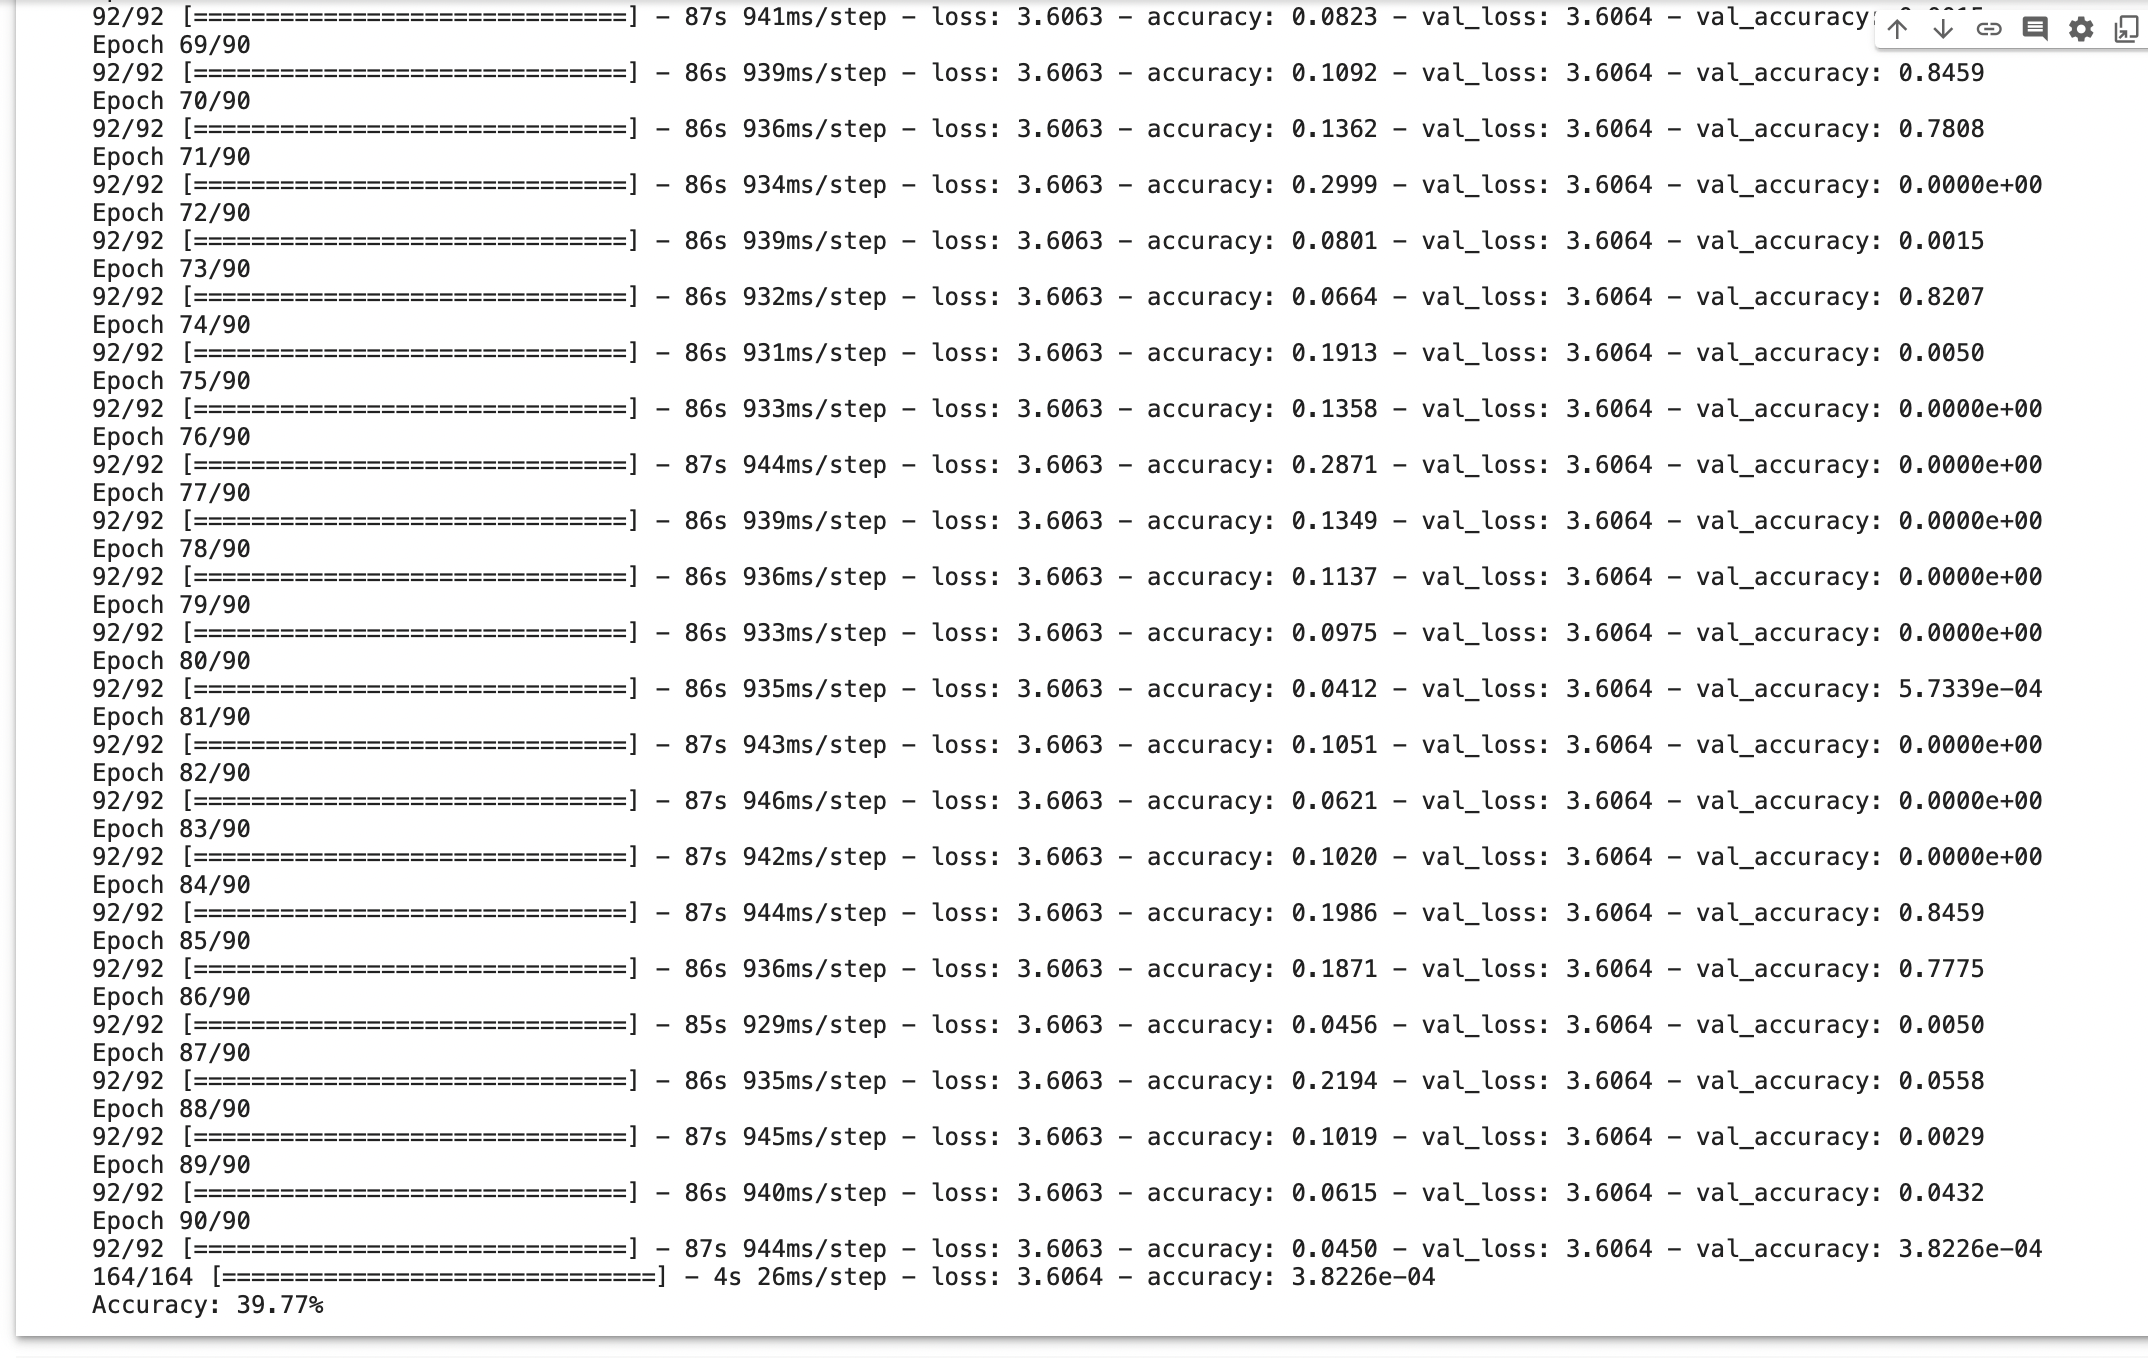 92/92 [==============================] - 87s 941ms/step - loss: 3.6063 - accuracy: 0.0823 - val_loss: 3.6064 - val_accuracy:
Epoch 69/90
92/92 [==============================] - 86s 939ms/step - loss: 3.6063 - accuracy: 0.1092 - val_loss: 3.6064 - val_accuracy: 0.8459
Epoch 70/90
92/92 [==============================] - 86s 936ms/step - loss: 3.6063 - accuracy: 0.1362 - val_loss: 3.6064 - val_accuracy: 0.7808
Epoch 71/90
92/92 [==============================] - 86s 934ms/step - loss: 3.6063 - accuracy: 0.2999 - val_loss: 3.6064 - val_accuracy: 0.0000e+00
Epoch 72/90
92/92 [==============================] - 86s 939ms/step - loss: 3.6063 - accuracy: 0.0801 - val_loss: 3.6064 - val_accuracy: 0.0015
Epoch 73/90
92/92 [==============================] - 86s 932ms/step - loss: 3.6063 - accuracy: 0.0664 - val_loss: 3.6064 - val_accuracy: 0.8207
Epoch 74/90
92/92 [==============================] - 86s 931ms/step - loss: 3.6063 - accuracy: 0.1913 - val_loss: 3.6064 - val_accuracy: 0.0050
Epoch 75/90
92/92 [==============================] - 86s 933ms/step - loss: 3.6063 - accuracy: 0.1358 - val_loss: 3.6064 - val_accuracy: 0.0000e+00
Epoch 76/90
92/92 [==============================] - 87s 944ms/step - loss: 3.6063 - accuracy: 0.2871 - val_loss: 3.6064 - val_accuracy: 0.0000e+00
Epoch 77/90
92/92 [==============================] - 86s 939ms/step - loss: 3.6063 - accuracy: 0.1349 - val_loss: 3.6064 - val_accuracy: 0.0000e+00
Epoch 78/90
92/92 [==============================] - 86s 936ms/step - loss: 3.6063 - accuracy: 0.1137 - val_loss: 3.6064 - val_accuracy: 0.0000e+00
Epoch 79/90
92/92 [==============================] - 86s 933ms/step - loss: 3.6063 - accuracy: 0.0975 - val_loss: 3.6064 - val_accuracy: 0.0000e+00
Epoch 80/90
92/92 [==============================] - 86s 935ms/step - loss: 3.6063 - accuracy: 0.0412 - val_loss: 3.6064 - val_accuracy: 5.7339e-04
Epoch 81/90
92/92 [==============================] - 87s 943ms/step - loss: 3.6063 - accuracy: 0.1051 - val_loss: 3.6064 - val_accuracy: 0.0000e+00
Epoch 82/90
92/92 [==============================] - 87s 946ms/step - loss: 3.6063 - accuracy: 0.0621 - val_loss: 3.6064 - val_accuracy: 0.0000e+00
Epoch 83/90
92/92 [==============================] - 87s 942ms/step - loss: 3.6063 - accuracy: 0.1020 - val_loss: 3.6064 - val_accuracy: 0.0000e+00
Epoch 84/90
92/92 [==============================] - 87s 944ms/step - loss: 3.6063 - accuracy: 0.1986 - val_loss: 3.6064 - val_accuracy: 0.8459
Epoch 85/90
92/92 [==============================] - 86s 936ms/step - loss: 3.6063 - accuracy: 0.1871 - val_loss: 3.6064 - val_accuracy: 0.7775
Epoch 86/90
92/92 [==============================] - 85s 929ms/step - loss: 3.6063 - accuracy: 0.0456 - val_loss: 3.6064 - val_accuracy: 0.0050
Epoch 87/90
92/92 [==============================] - 86s 935ms/step - loss: 3.6063 - accuracy: 0.2194 - val_loss: 3.6064 - val_accuracy: 0.0558
Epoch 88/90
92/92 [==============================] - 87s 945ms/step - loss: 3.6063 - accuracy: 0.1019 - val_loss: 3.6064 - val_accuracy: 0.0029
Epoch 89/90
92/92 [==============================] - 86s 940ms/step - loss: 3.6063 - accuracy: 0.0615 - val_loss: 3.6064 - val_accuracy: 0.0432
Epoch 90/90
92/92 [==============================] - 87s 944ms/step - loss: 3.6063 - accuracy: 0.0450 - val_loss: 3.6064 - val_accuracy: 3.8226e-04
164/164 [==============================] - 4s 26ms/step - loss: 3.6064 - accuracy: 3.8226e-04
Accuracy: 39.77%